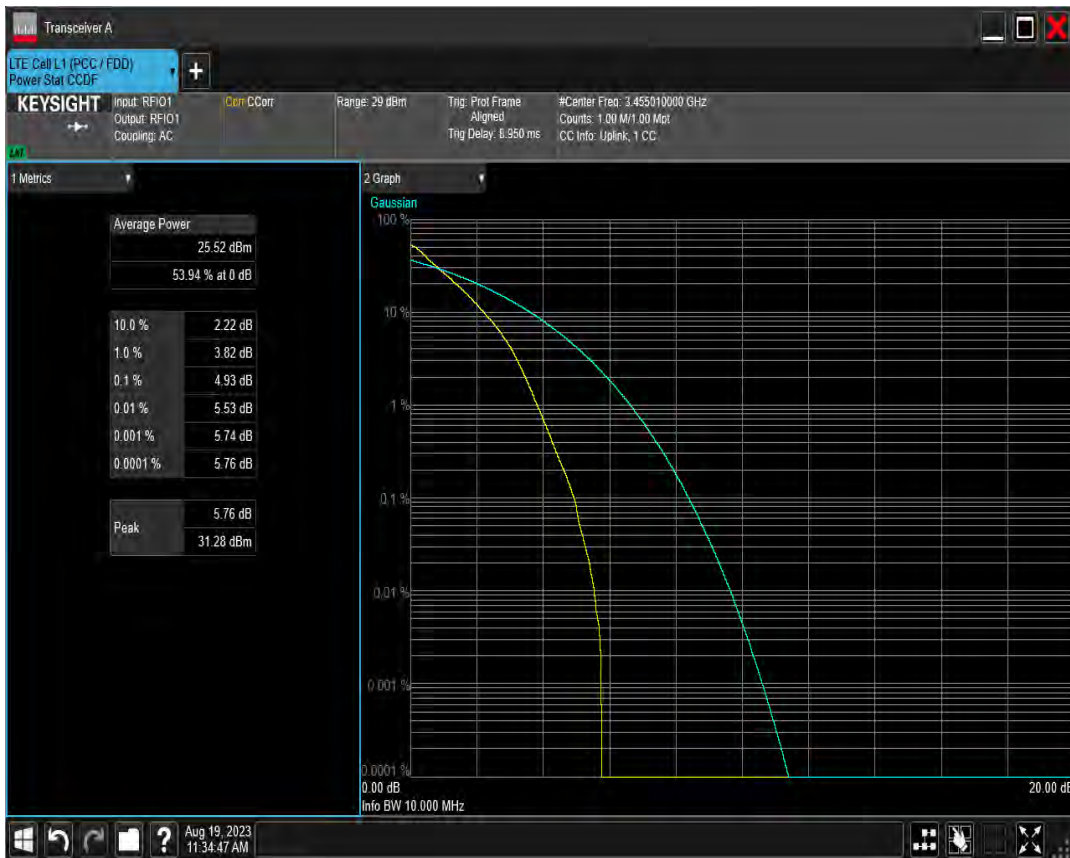 Transceiver A
LTE Cell L1 (PCC / FDD)
Power Stat CCDF
+
KEYSIGHT
Input: RFIO1
Output: RFIO1
Coupling: AC
Corr CCorr
Range: 29 dBm
Trig: Prot Frame
Aligned
Trig Delay: 8.950 ms
#Center Freq: 3.455010000 GHz
Counts: 1.00 M/1.00 Mpt
CC Info: Uplink, 1 CC
1 Metrics
Average Power
25.52 dBm
53.94 % at 0 dB
10.0 % 2.22 dB
1.0 % 3.82 dB
0.1 % 4.93 dB
0.01 % 5.53 dB
0.001 % 5.74 dB
0.0001 % 5.76 dB
Peak 5.76 dB
31.28 dBm
2 Graph
Gaussian
100 %
10 %
1 %
0.1 %
0.01 %
0.001 %
0.0001 %
0.00 dB
20.00 dB
Info BW 10.000 MHz
?
Aug 19, 2023
11:34:47 AM